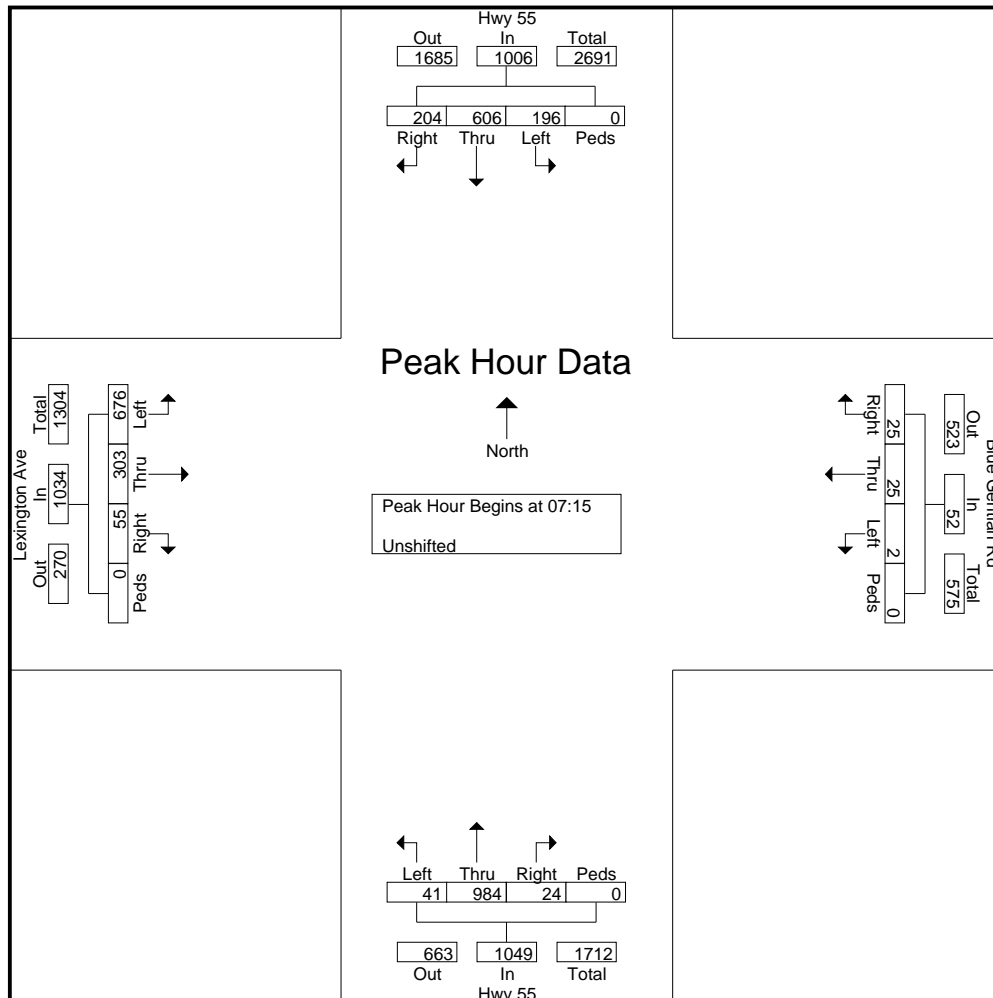 Hwy 55
Out In Total
1685 1006 2691
204 606 196 0
Right Thru Left Peds
Peak Hour Data
North
Peak Hour Begins at 07:15
Unshifted
Lexington Ave
Out In Total
270 1034 1304
676 303 55 0
Left Thru Right Peds
Blue Gentian Rd
Out In Total
523 52 575
Right Thru Left Peds
25 25 2 0
Left Thru Right Peds
41 984 24 0
663 1049 1712
Out In Total
Hwy 55